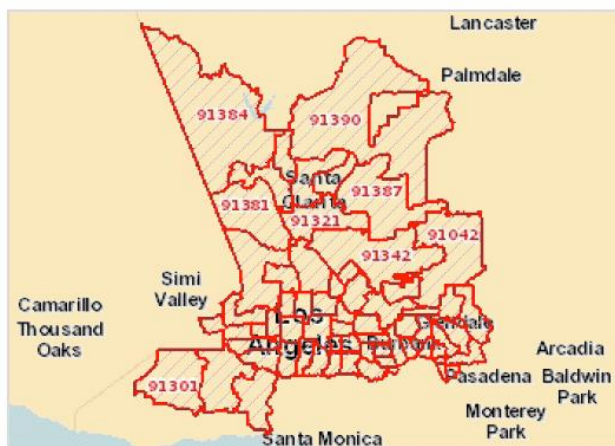 Lancaster
Palmdale
91384
91390
Santa
Clarita
91387
91381
91321
91042
91342
Simi
Valley
Camarillo
Thousand
Oaks
Los
Angeles
Glendale
Burbank
91301
Pasadena
Arcadia
Baldwin
Park
Monterey
Park
Santa Monica